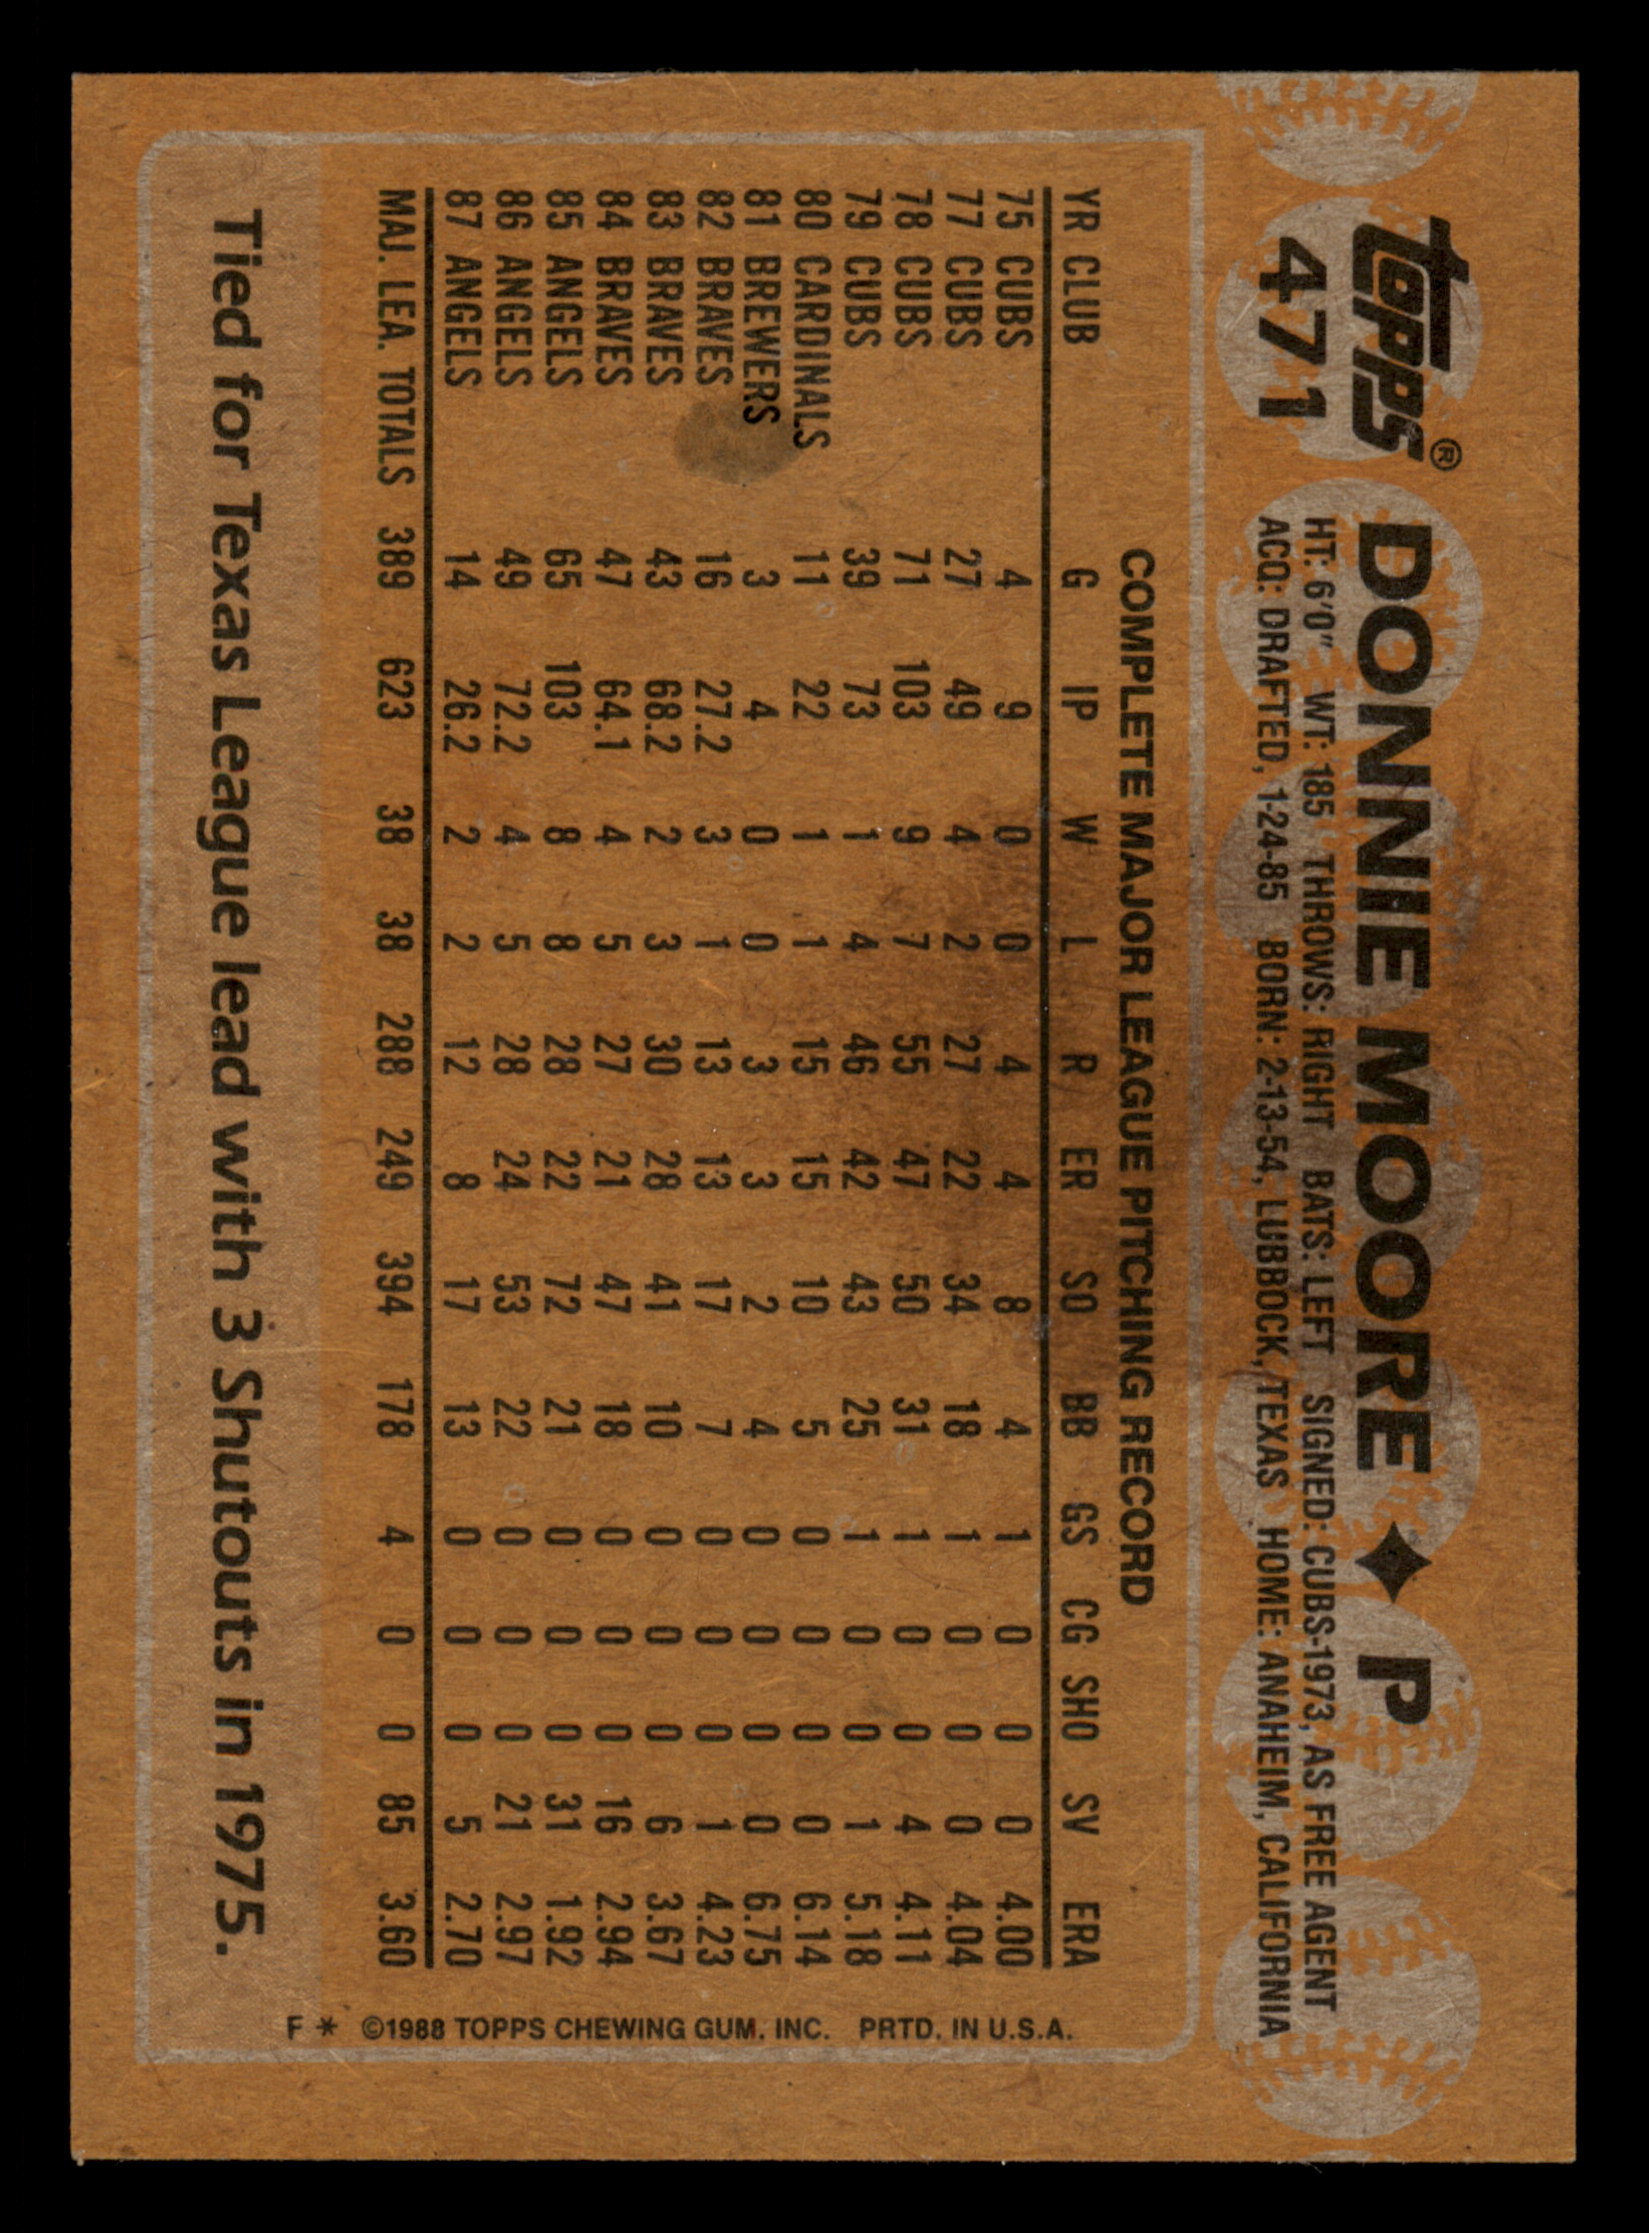 topps®
471
DONNIE MOORE ✦ P
HT: 6'0" WT: 185 THROWS: RIGHT BATS: LEFT SIGNED: CUBS-1973, AS FREE AGENT
ACQ: DRAFTED, 1-24-85 BORN: 2-13-54, LUBBOCK, TEXAS HOME: ANAHEIM, CALIFORNIA
COMPLETE MAJOR LEAGUE PITCHING RECORD
YR CLUB G IP W L R ER SO BB GS CG SHO SV ERA
75 CUBS 4 9 0 0 4 4 8 4 1 0 0 0 4.00
77 CUBS 27 49 4 2 27 22 34 18 1 0 0 0 4.04
78 CUBS 71 103 9 7 55 47 50 31 1 0 0 4 4.11
79 CUBS 39 73 1 4 46 42 43 25 1 0 0 1 5.18
80 CARDINALS 11 22 1 1 15 15 10 5 0 0 0 0 6.14
81 BREWERS 3 4 0 0 3 3 2 4 0 0 0 0 6.75
82 BRAVES 16 27.2 3 1 13 13 17 7 0 0 0 1 4.23
83 BRAVES 43 68.2 2 3 30 28 41 10 0 0 0 6 3.67
84 BRAVES 47 64.1 4 5 27 21 47 18 0 0 0 16 2.94
85 ANGELS 65 103 8 8 28 22 72 21 0 0 0 31 1.92
86 ANGELS 49 72.2 4 5 28 24 53 22 0 0 0 21 2.97
87 ANGELS 14 26.2 2 2 12 8 17 13 0 0 0 5 2.70
MAJ. LEA. TOTALS 389 623 38 38 288 249 394 178 4 0 0 85 3.60
Tied for Texas League lead with 3 Shutouts in 1975.
F * ©1988 TOPPS CHEWING GUM. INC. PRTD. IN U.S.A.